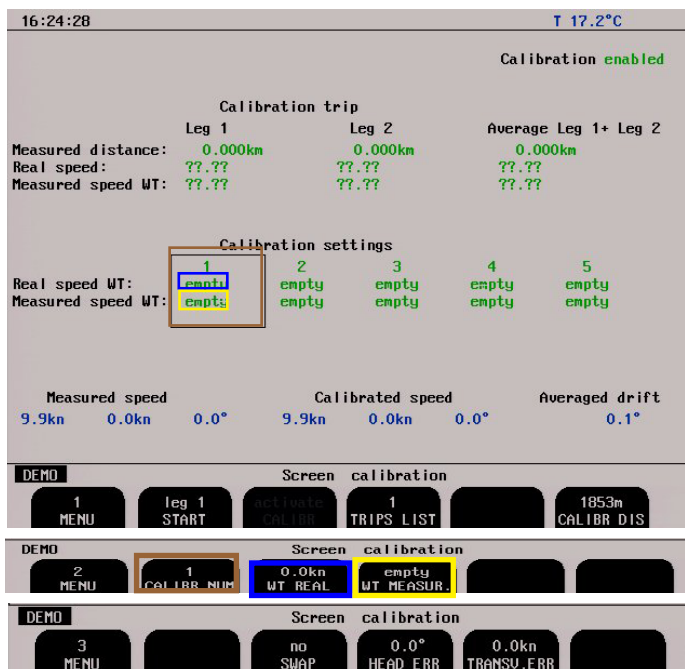 16:24:28 T 17.2°C
Calibration enabled
Calibration trip
Leg 1 Leg 2 Average Leg 1+ Leg 2
Measured distance: 0.000km 0.000km 0.000km
Real speed: ??.?? ??.?? ??.??
Measured speed WT: ??.?? ??.?? ??.??
Calibration settings
1 2 3 4 5
Real speed WT: empty empty empty empty empty
Measured speed WT: empty empty empty empty empty
Measured speed Calibrated speed Averaged drift
9.9kn 0.0kn 0.0° 9.9kn 0.0kn 0.0° 0.1°
DEMO Screen calibration
1 leg 1 activate 1 1853m
MENU START CALIBR TRIPS LIST CALIBR DIS
DEMO Screen calibration
2 1 0.0kn empty
MENU CALIBR NUM WT REAL WT MEASUR.
DEMO Screen calibration
3 no 0.0° 0.0kn
MENU SWAP HEAD ERR TRANSV.ERR